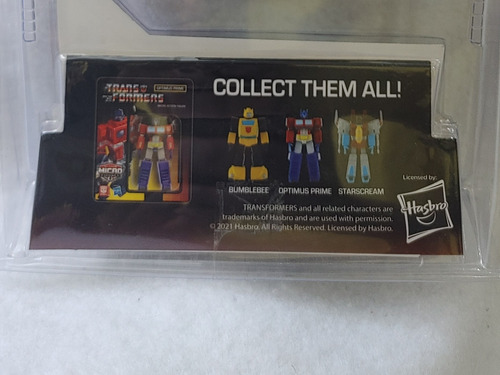 TRANSFORMERS
OPTIMUS PRIME
MICRO
COLLECT THEM ALL!
BUMBLEBEE OPTIMUS PRIME STARSCREAM
TRANSFORMERS and all related characters are
trademarks of Hasbro and are used with permission.
© 2021 Hasbro. All Rights Reserved. Licensed by Hasbro.
Licensed by:
Hasbro